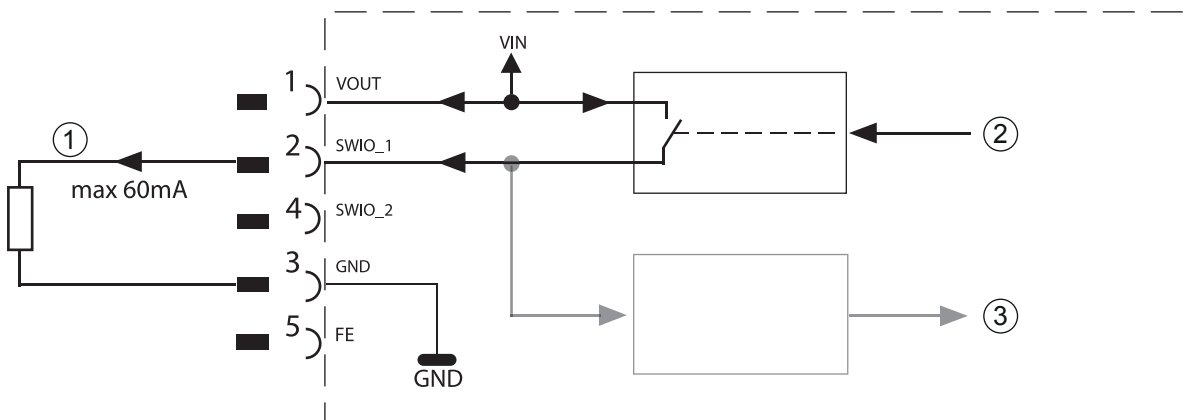 VIN
1 VOUT
① 2 SWIO_1 ②
max 60mA
4 SWIO_2
3 GND
③
5 FE
GND